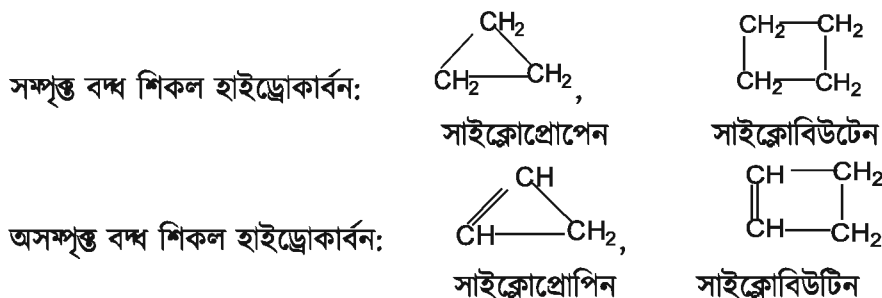 CH₂ CH₂ CH₂
সম্পৃক্ত বদ্ধ শিকল হাইড্রোকার্বন: CH₂ CH₂, CH₂ CH₂
সাইক্লোপ্রোপেন সাইক্লোবিউটেন
CH CH CH₂
অসম্পৃক্ত বদ্ধ শিকল হাইড্রোকার্বন: CH CH₂, CH CH₂
সাইক্লোপ্রোপিন সাইক্লোবিউটিন